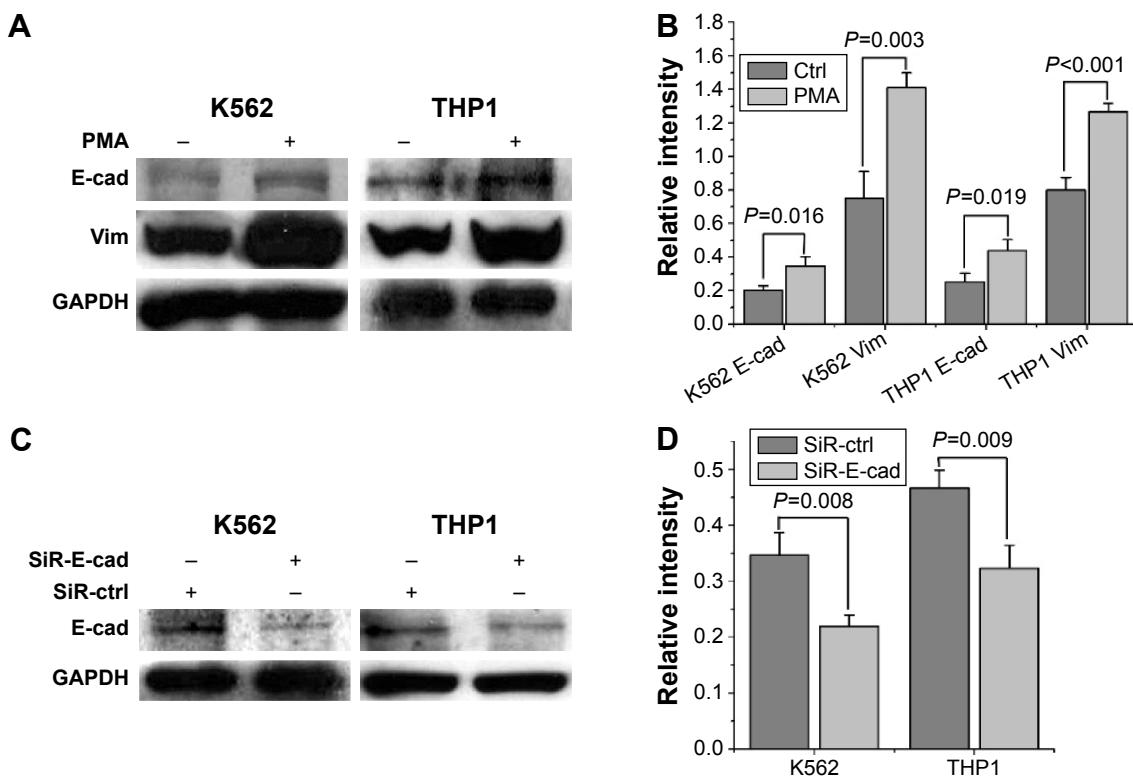 A
K562 THP1
PMA – + – +
E-cad
Vim
GAPDH
B
Relative intensity
1.8
1.6
1.4
1.2
1.0
0.8
0.6
0.4
0.2
0.0
Ctrl
PMA
P=0.016
P=0.003
P=0.019
P<0.001
K562 E-cad
K562 Vim
THP1 E-cad
THP1 Vim
C
K562 THP1
SiR-E-cad – + – +
SiR-ctrl + – + –
E-cad
GAPDH
D
Relative intensity
0.5
0.4
0.3
0.2
0.1
0.0
SiR-ctrl
SiR-E-cad
P=0.008
P=0.009
K562 THP1